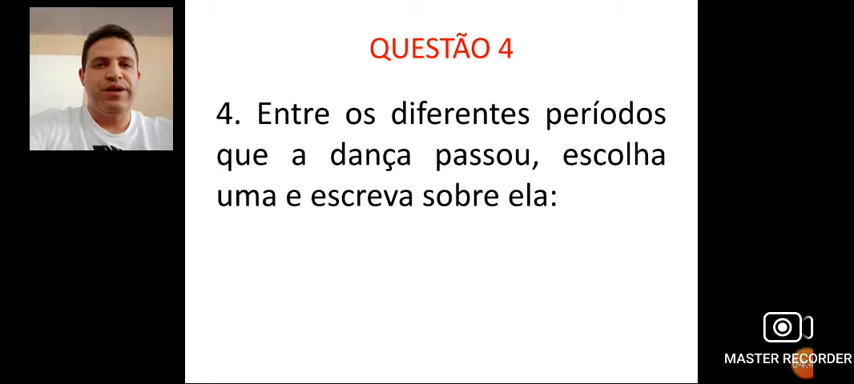 QUESTÃO 4
4. Entre os diferentes períodos
que a dança passou, escolha
uma e escreva sobre ela:
MASTER RECORDER